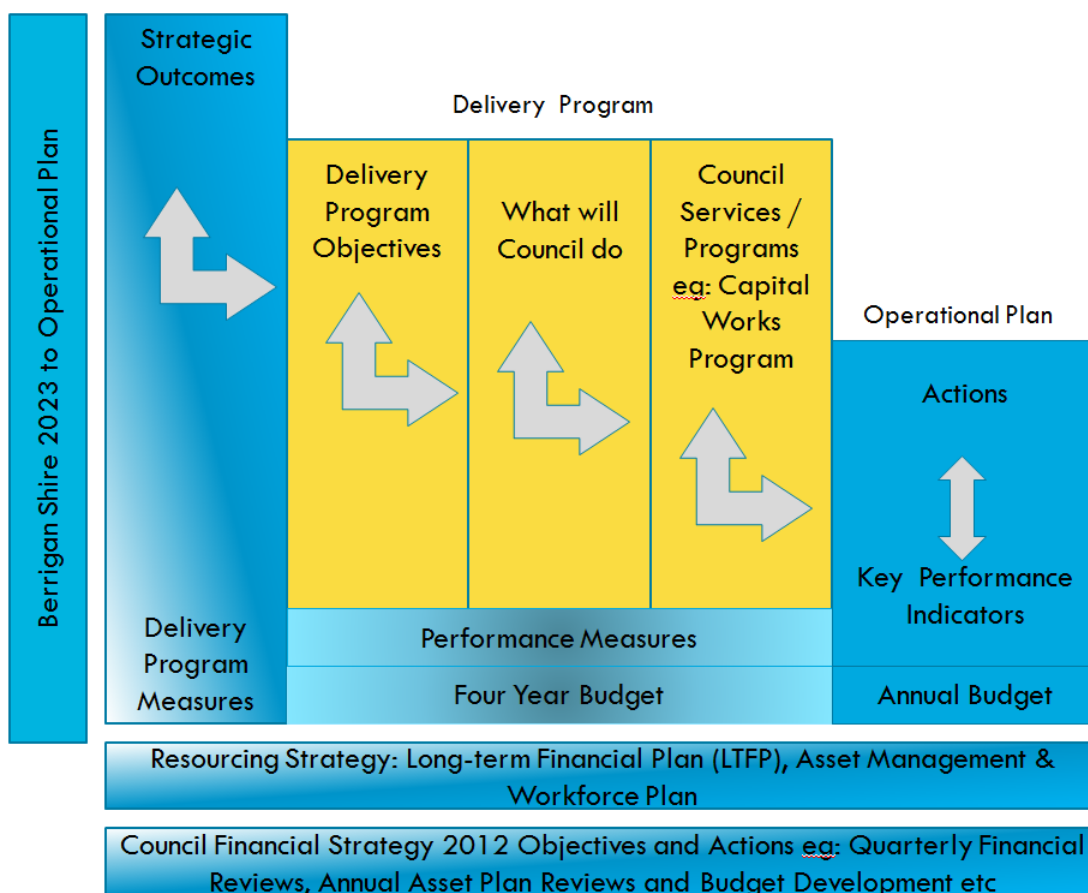 Berrigan Shire 2023 to Operational Plan
Strategic
Outcomes
Delivery
Program
Measures
Delivery Program
Delivery
Program
Objectives
What will
Council do
Council
Services /
Programs
eg: Capital
Works
Program
Performance Measures
Four Year Budget
Operational Plan
Actions
Key Performance
Indicators
Annual Budget
Resourcing Strategy: Long-term Financial Plan (LTFP), Asset Management &
Workforce Plan
Council Financial Strategy 2012 Objectives and Actions eg: Quarterly Financial
Reviews, Annual Asset Plan Reviews and Budget Development etc